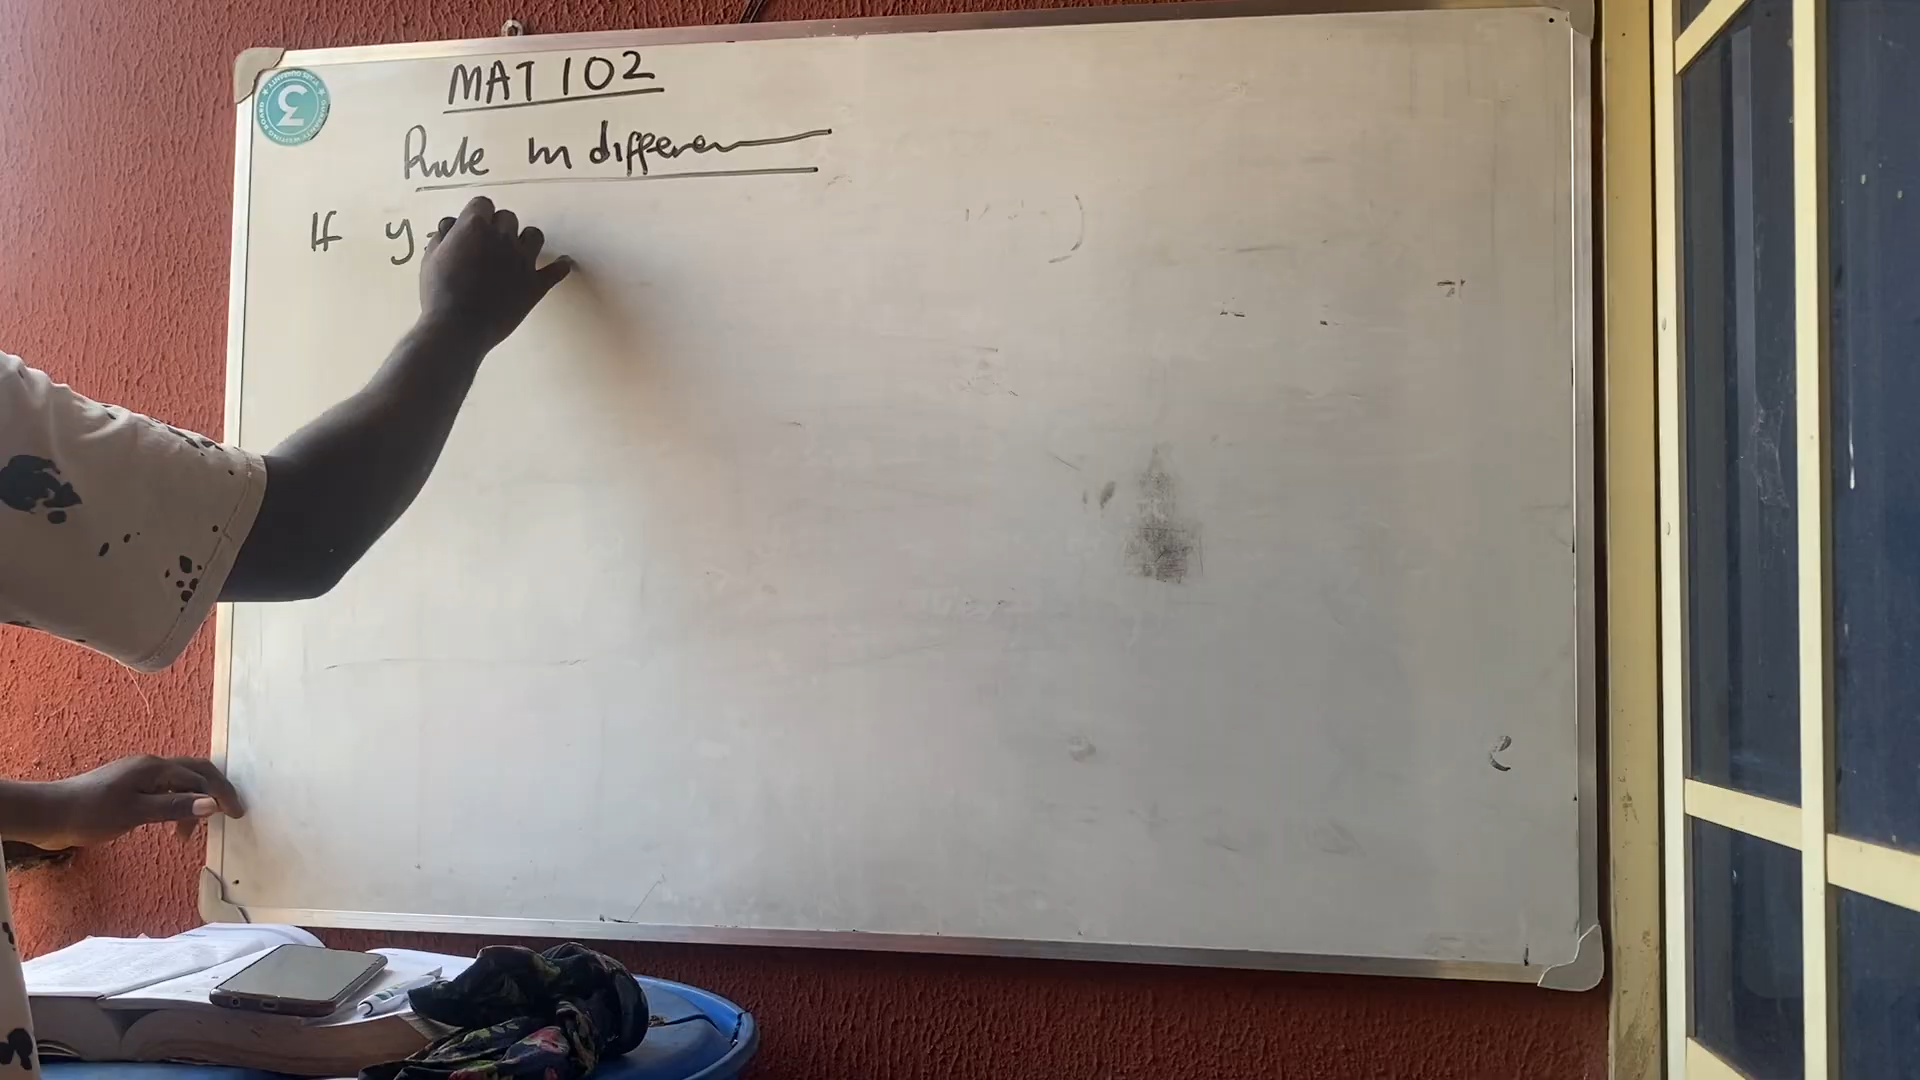 MAT 102
Rule in differen
If y =